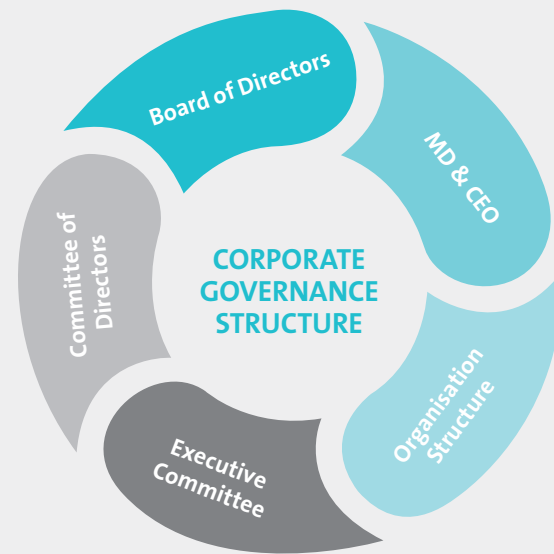 Board of Directors
MD & CEO
Organisation
Structure
Executive
Committee
Committee of
Directors
CORPORATE
GOVERNANCE
STRUCTURE